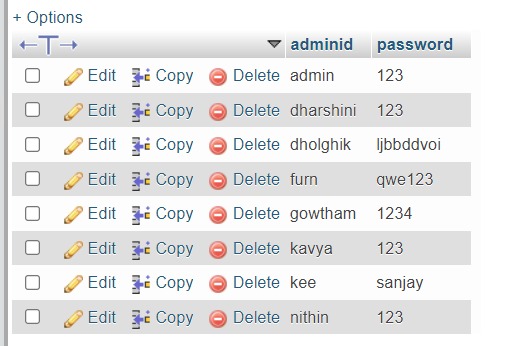 + Options
adminid password
Edit Copy Delete admin 123
Edit Copy Delete dharshini 123
Edit Copy Delete dholghik ljbbddvoi
Edit Copy Delete furn qwe123
Edit Copy Delete gowtham 1234
Edit Copy Delete kavya 123
Edit Copy Delete kee sanjay
Edit Copy Delete nithin 123